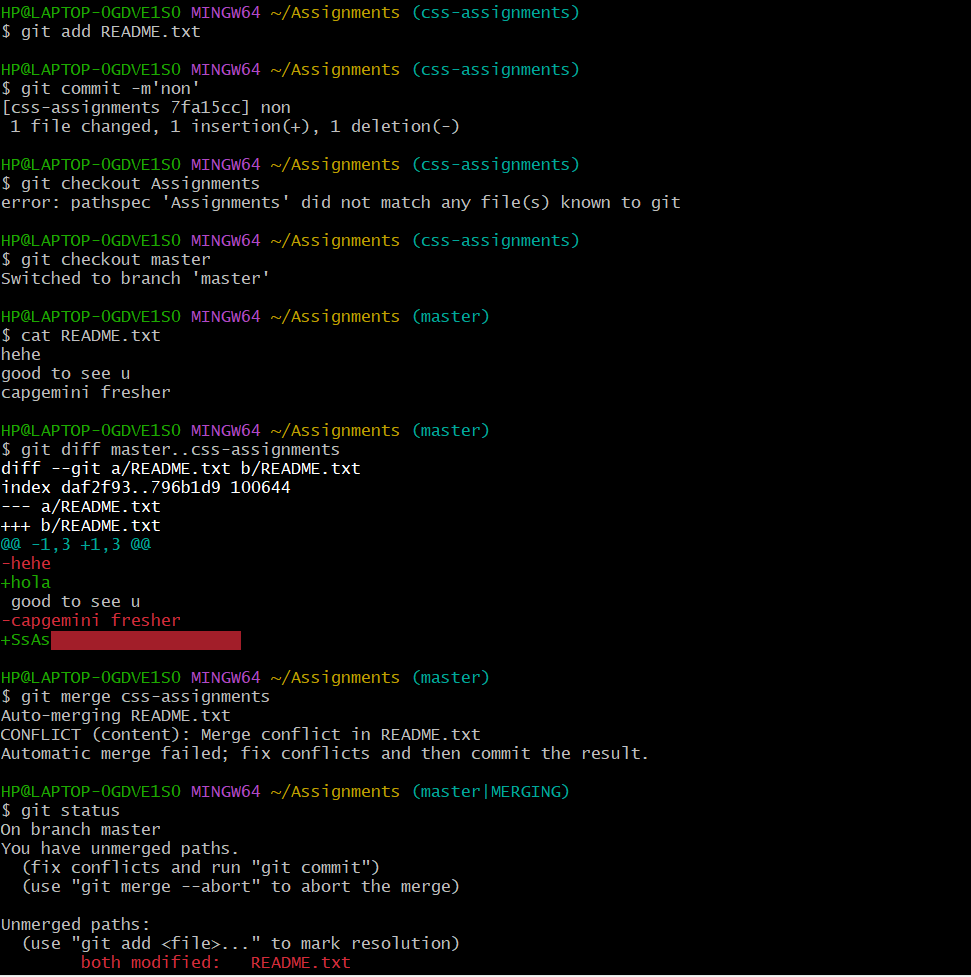 HP@LAPTOP-OGDVE1SO MINGW64 ~/Assignments (css-assignments)
$ git add README.txt
HP@LAPTOP-OGDVE1SO MINGW64 ~/Assignments (css-assignments)
$ git commit -m'non'
[css-assignments 7fa15cc] non
 1 file changed, 1 insertion(+), 1 deletion(-)
HP@LAPTOP-OGDVE1SO MINGW64 ~/Assignments (css-assignments)
$ git checkout Assignments
error: pathspec 'Assignments' did not match any file(s) known to git
HP@LAPTOP-OGDVE1SO MINGW64 ~/Assignments (css-assignments)
$ git checkout master
Switched to branch 'master'
HP@LAPTOP-OGDVE1SO MINGW64 ~/Assignments (master)
$ cat README.txt
hehe
good to see u
capgemini fresher
HP@LAPTOP-OGDVE1SO MINGW64 ~/Assignments (master)
$ git diff master..css-assignments
diff --git a/README.txt b/README.txt
index daf2f93..796b1d9 100644
--- a/README.txt
+++ b/README.txt
@@ -1,3 +1,3 @@
-hehe
+hola
 good to see u
-capgemini fresher
+SsAs
HP@LAPTOP-OGDVE1SO MINGW64 ~/Assignments (master)
$ git merge css-assignments
Auto-merging README.txt
CONFLICT (content): Merge conflict in README.txt
Automatic merge failed; fix conflicts and then commit the result.
HP@LAPTOP-OGDVE1SO MINGW64 ~/Assignments (master|MERGING)
$ git status
On branch master
You have unmerged paths.
  (fix conflicts and run "git commit")
  (use "git merge --abort" to abort the merge)
Unmerged paths:
  (use "git add <file>..." to mark resolution)
        both modified:   README.txt